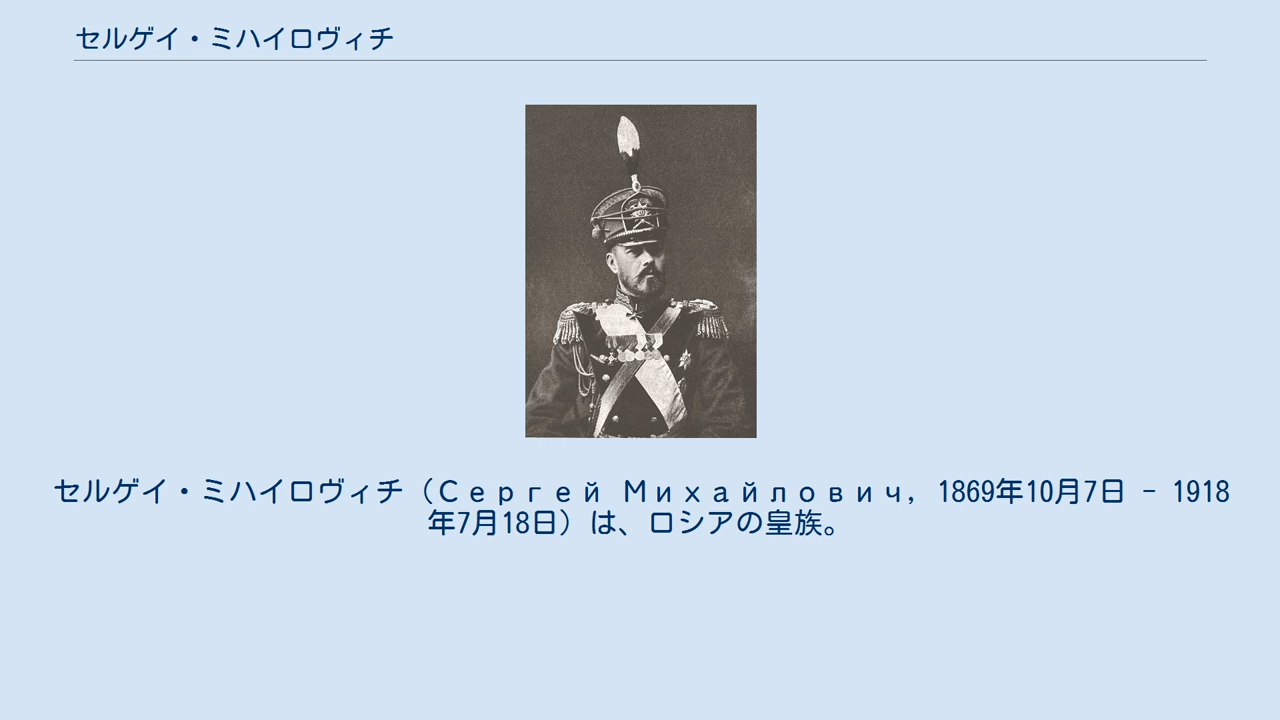 セルゲイ・ミハイロヴィチ
セルゲイ・ミハイロヴィチ（Сергей Михайлович, 1869年10月7日 - 1918
年7月18日）は、ロシアの皇族。